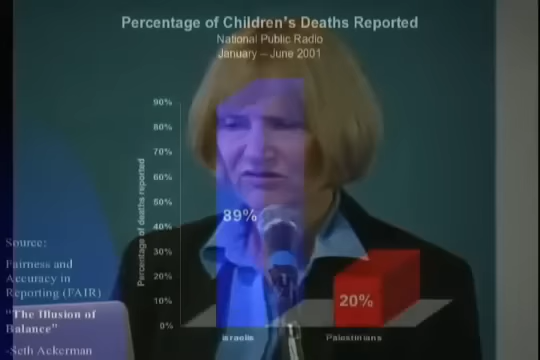 Percentage of Children's Deaths Reported
National Public Radio
January – June 2001
90%
80%
70%
60%
50%
40%
30%
20%
10%
0%
Percentage of deaths reported
89%
20%
Israelis
Palestinians
Source:
Fairness and
Accuracy in
Reporting (FAIR)
"The Illusion of
Balance"
-Seth Ackerman